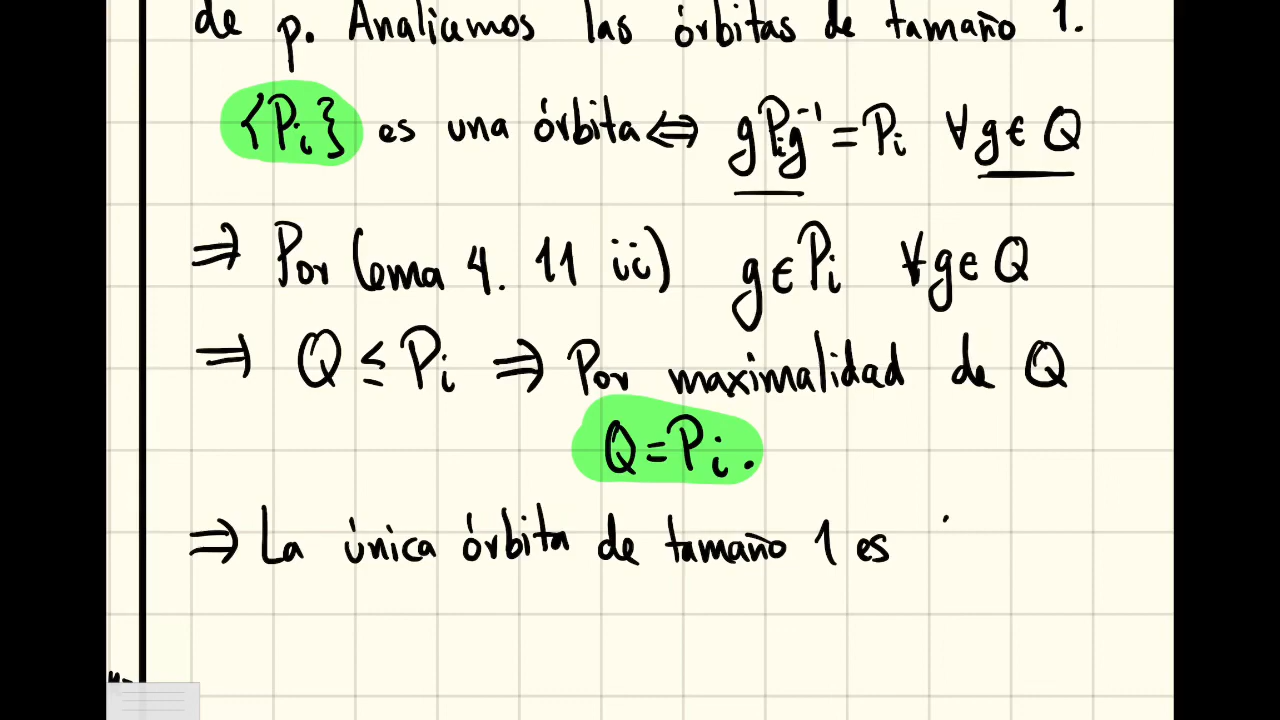 de p. Analiamos las órbitas de tamaño 1.
{Pi} es una órbita ⇔ gPig⁻¹ = Pi ∀g∈Q
⇒ Por Lema 4.11 ii) g∈Pi ∀g∈Q
⇒ Q ≤ Pi ⇒ Por maximalidad de Q
Q=Pi.
⇒ La única órbita de tamaño 1 es